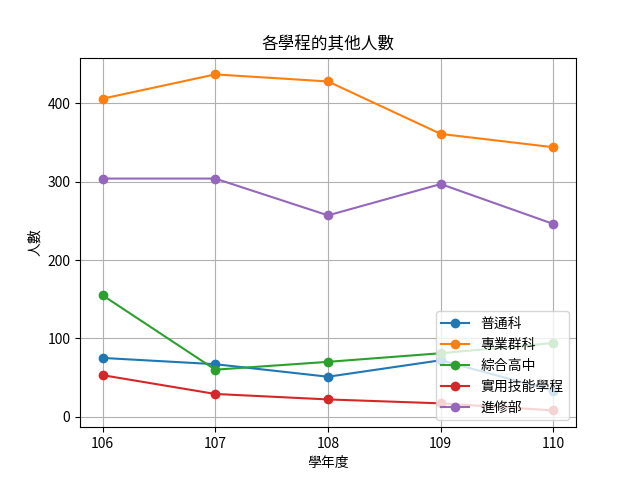 各學程的其他人數
人數
400
300
200
100
0
106 107 108 109 110
學年度
普通科
專業群科
綜合高中
實用技能學程
進修部